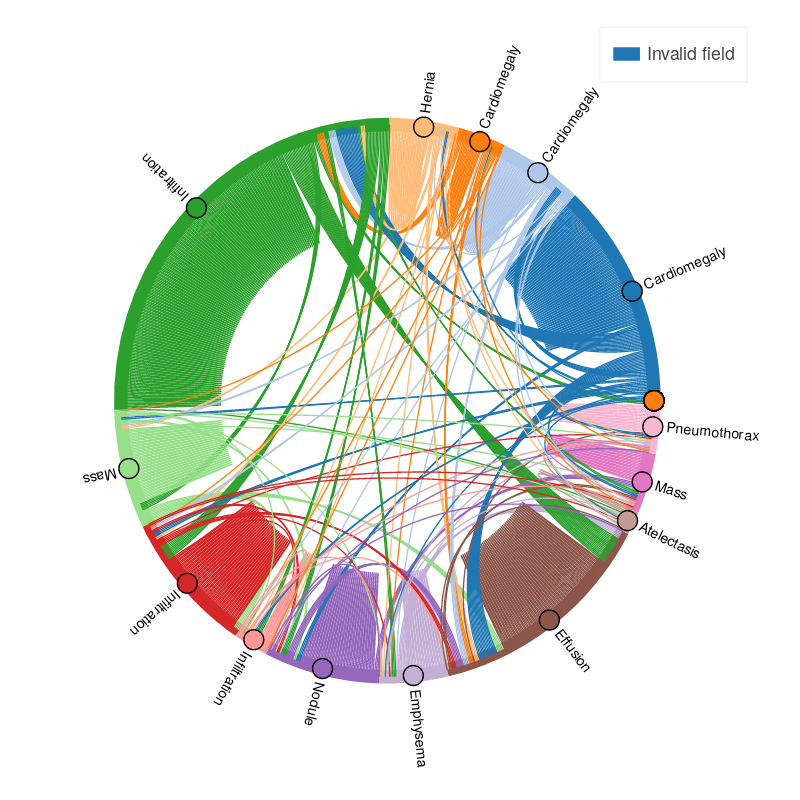 Invalid field
Hernia
Cardiomegaly
Cardiomegaly
Cardiomegaly
Pneumothorax
Mass
Atelectasis
Effusion
Emphysema
Nodule
Infiltration
Infiltration
Mass
Infiltration